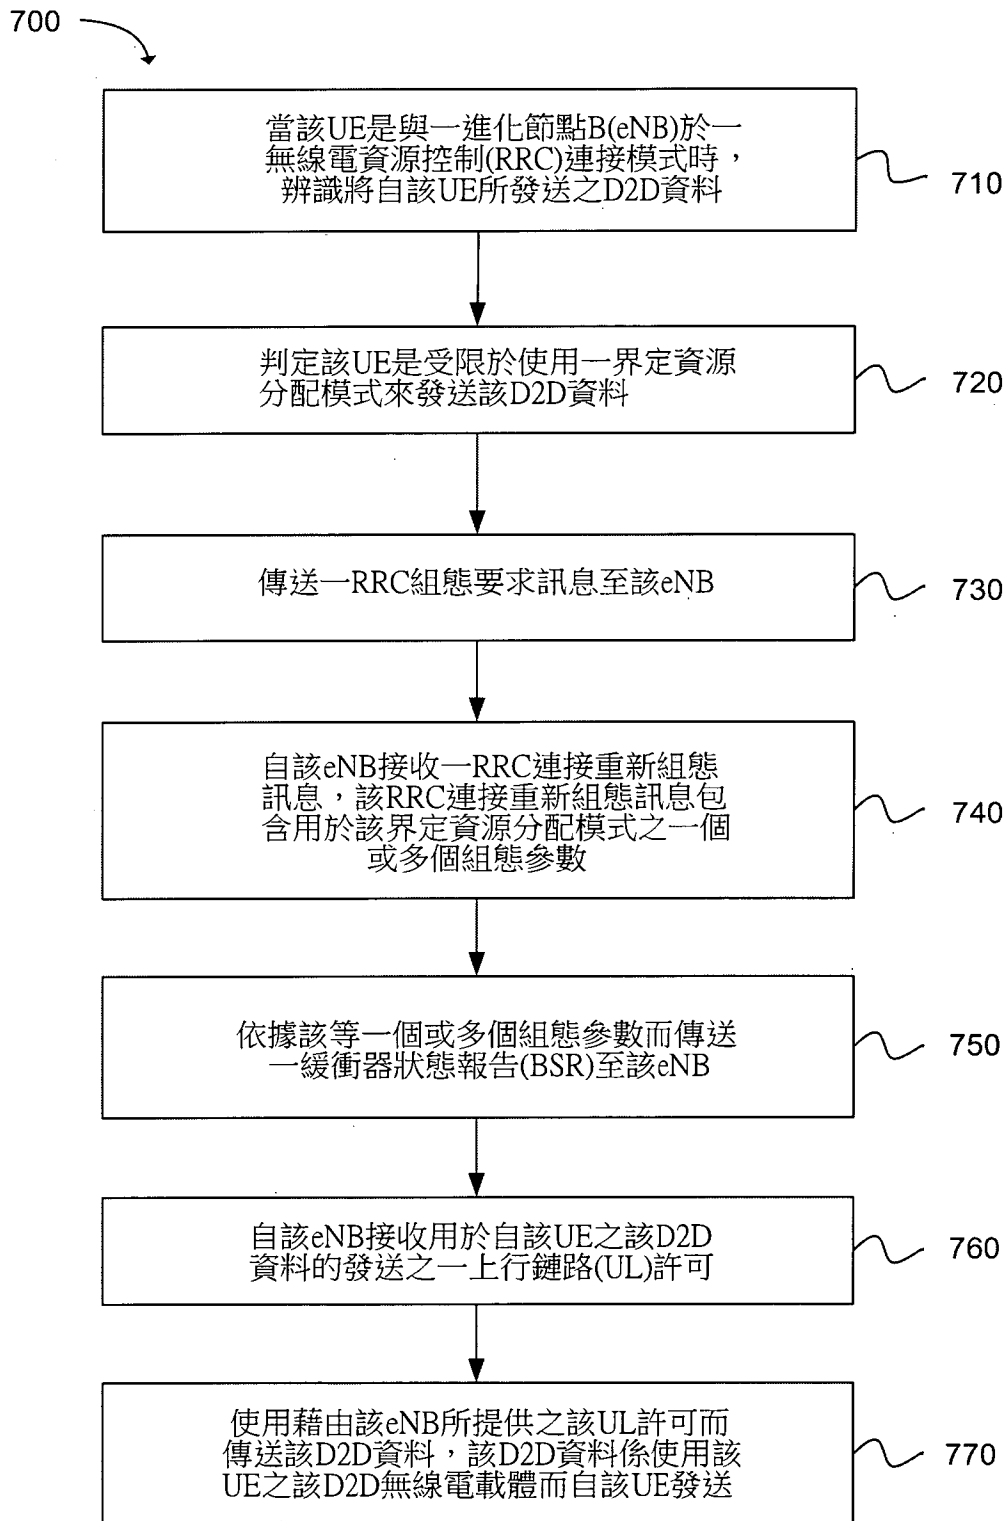 700
當該UE是與一進化節點B(eNB)於一
無線電資源控制(RRC)連接模式時，
辨識將自該UE所發送之D2D資料
710
判定該UE是受限於使用一界定資源
分配模式來發送該D2D資料
720
傳送一RRC組態要求訊息至該eNB
730
自該eNB接收一RRC連接重新組態
訊息，該RRC連接重新組態訊息包
含用於該界定資源分配模式之一個
或多個組態參數
740
依據該等一個或多個組態參數而傳送
一緩衝器狀態報告(BSR)至該eNB
750
自該eNB接收用於自該UE之該D2D
資料的發送之一上行鏈路(UL)許可
760
使用藉由該eNB所提供之該UL許可而
傳送該D2D資料，該D2D資料係使用該
UE之該D2D無線電載體而自該UE發送
770